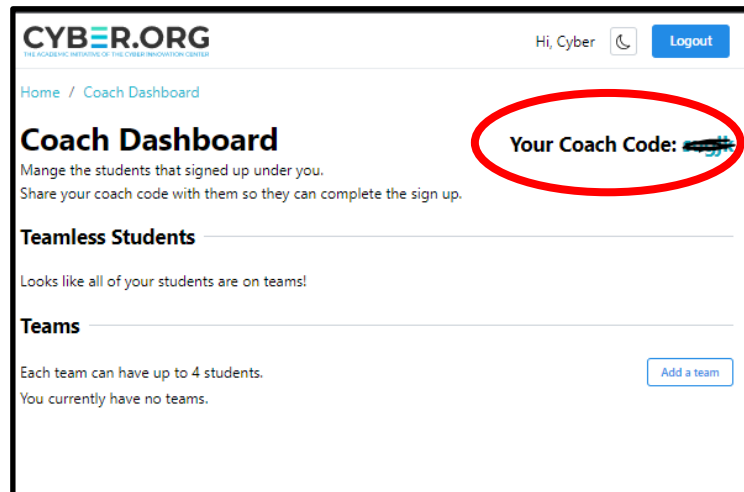 CYBER.ORG
THE ACADEMIC INITIATIVE OF THE CYBER INNOVATION CENTER
Hi, Cyber
Logout
Home / Coach Dashboard
Coach Dashboard
Your Coach Code:
Mange the students that signed up under you.
Share your coach code with them so they can complete the sign up.
Teamless Students
Looks like all of your students are on teams!
Teams
Each team can have up to 4 students.
Add a team
You currently have no teams.